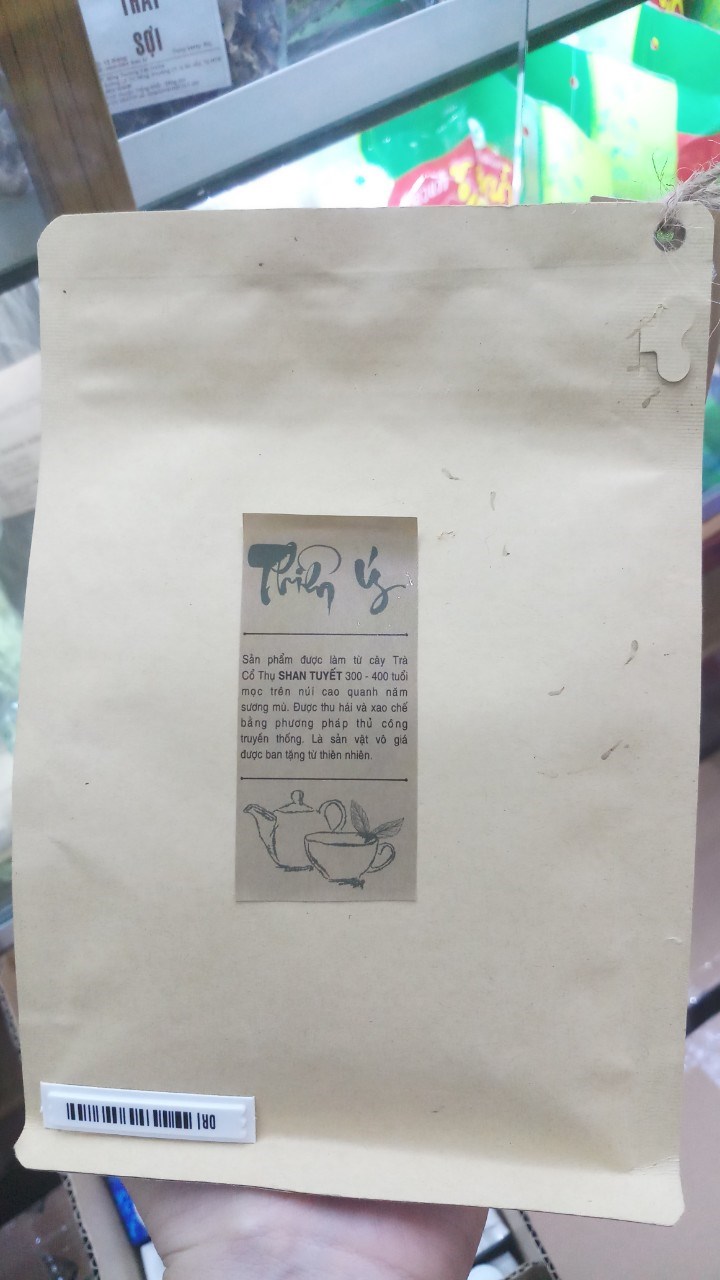 THÁI
SỢI
Thiên Ý
Sản phẩm được làm từ cây Trà
Cổ Thụ SHAN TUYẾT 300 - 400 tuổi
mọc trên núi cao quanh năm
sương mù. Được thu hái và xao chế
bằng phương pháp thủ công
truyền thống. Là sản vật vô giá
được ban tặng từ thiên nhiên.